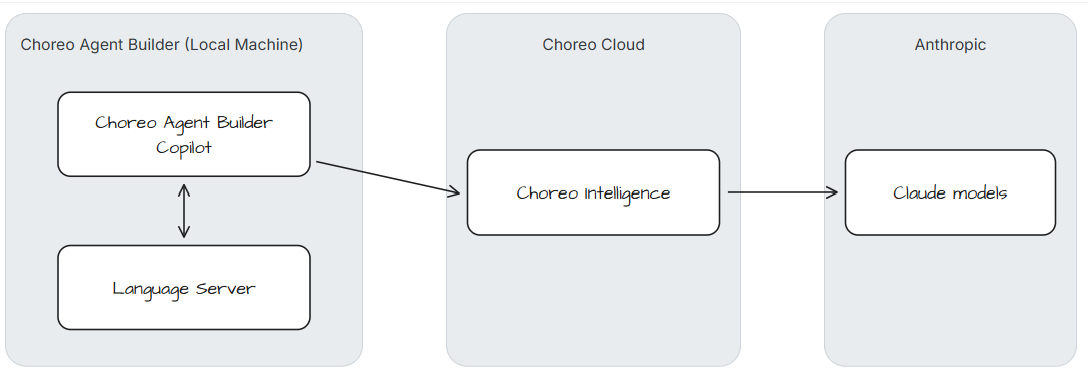 Choreo Agent Builder (Local Machine)
Choreo Agent Builder
Copilot
Language Server
Choreo Cloud
Choreo Intelligence
Anthropic
Claude models